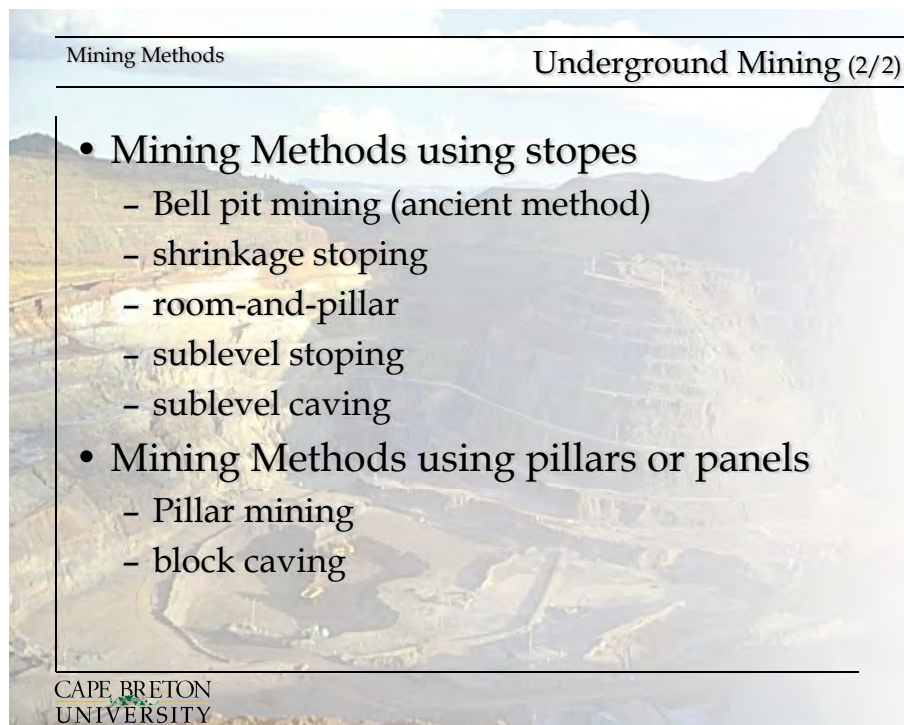 Mining Methods
Underground Mining (2/2)
• Mining Methods using stopes
– Bell pit mining (ancient method)
– shrinkage stoping
– room-and-pillar
– sublevel stoping
– sublevel caving
• Mining Methods using pillars or panels
– Pillar mining
– block caving
CAPE BRETON
UNIVERSITY